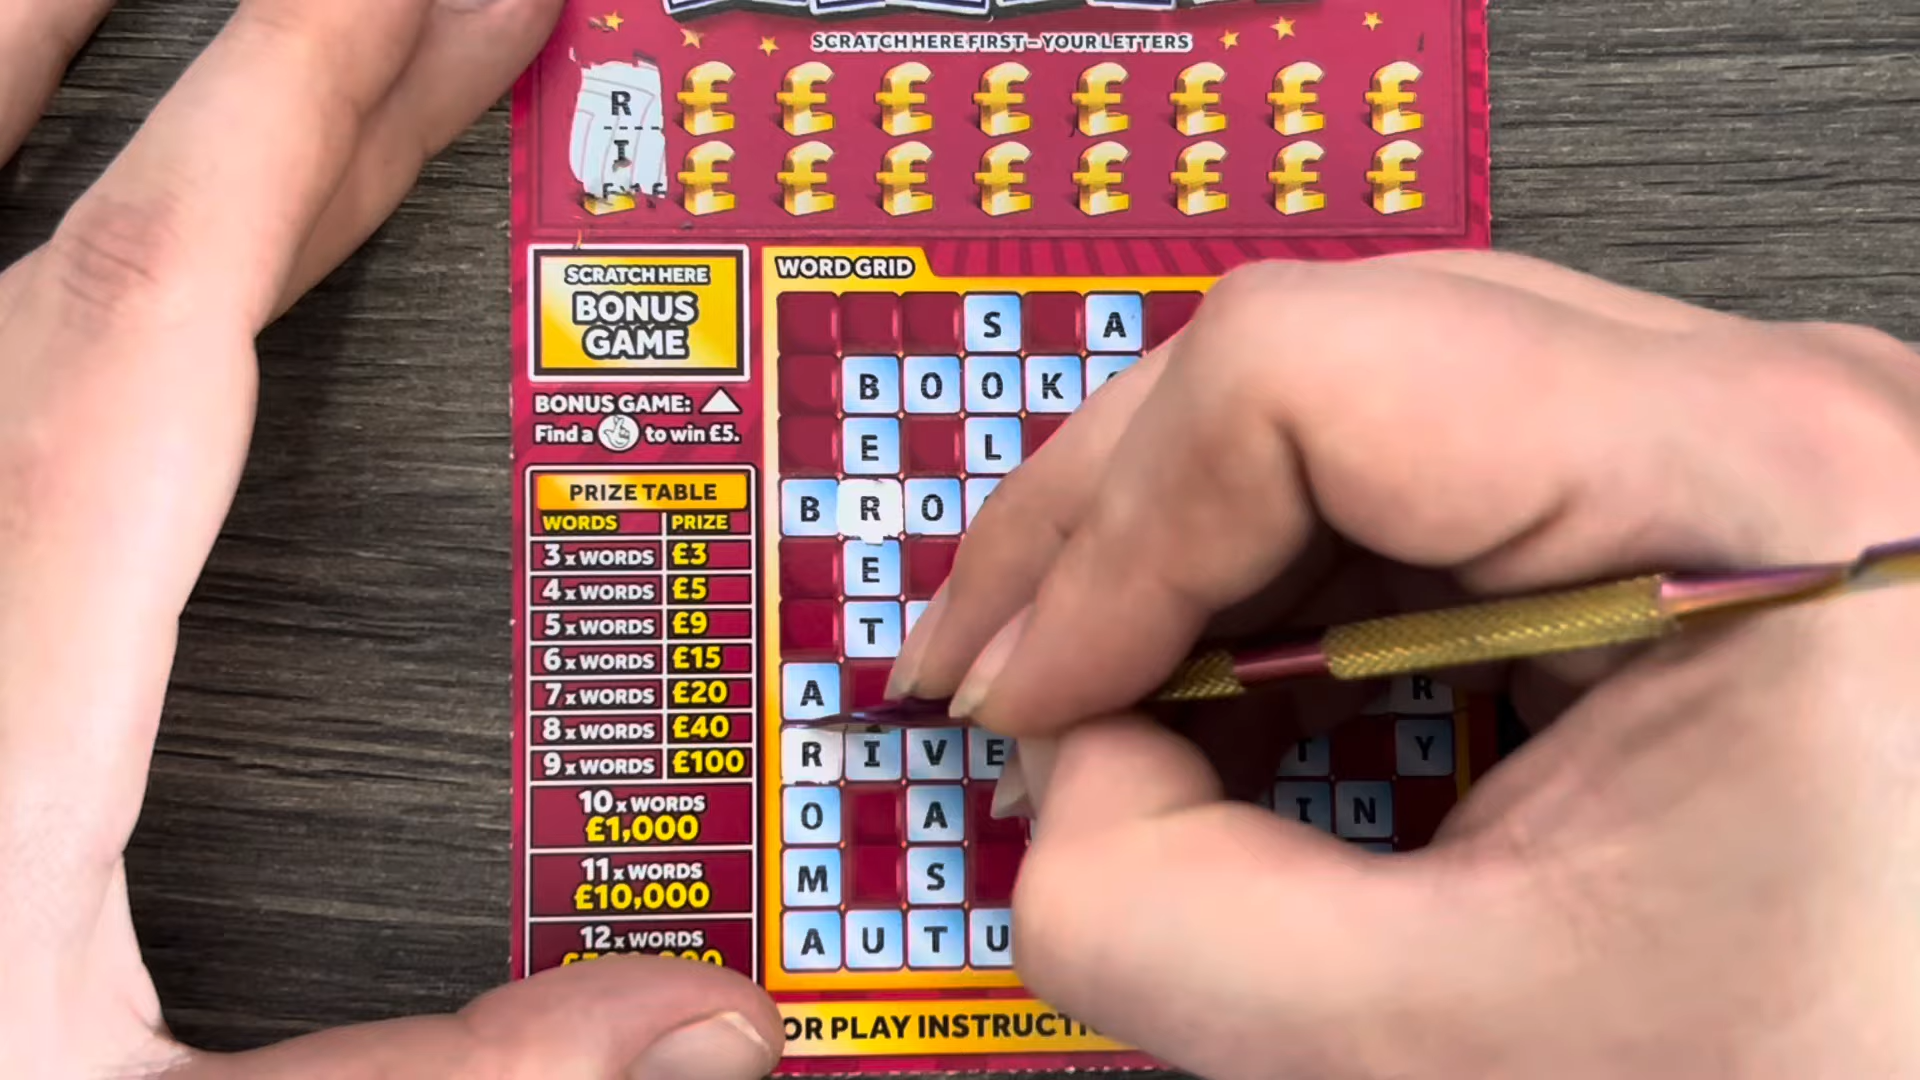 SCRATCH HERE FIRST – YOUR LETTERS
R £ £ £ £ £ £ £ £
I £ £ £ £ £ £ £ £
SCRATCH HERE
BONUS
GAME
BONUS GAME:
Find a to win £5.
PRIZE TABLE
WORDS PRIZE
3 x WORDS £3
4 x WORDS £5
5 x WORDS £9
6 x WORDS £15
7 x WORDS £20
8 x WORDS £40
9 x WORDS £100
10 x WORDS
£1,000
11 x WORDS
£10,000
12 x WORDS
WORD GRID
S A
B O O K
E L
B R O
E
T
A R
R I V E T Y
O A I N
M S
A U T U
OR PLAY INSTRUCTI